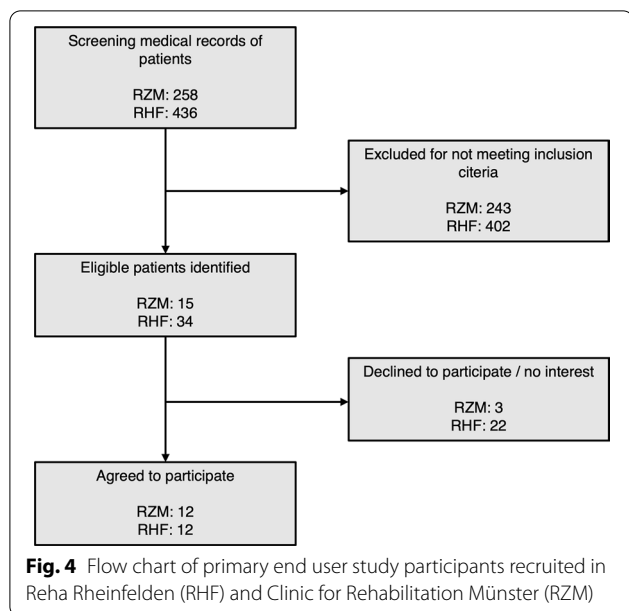 Screening medical records of
patients
RZM: 258
RHF: 436
Excluded for not meeting inclusion
citeria
RZM: 243
RHF: 402
Eligible patients identified
RZM: 15
RHF: 34
Declined to participate / no interest
RZM: 3
RHF: 22
Agreed to participate
RZM: 12
RHF: 12
Fig. 4 Flow chart of primary end user study participants recruited in
Reha Rheinfelden (RHF) and Clinic for Rehabilitation Münster (RZM)